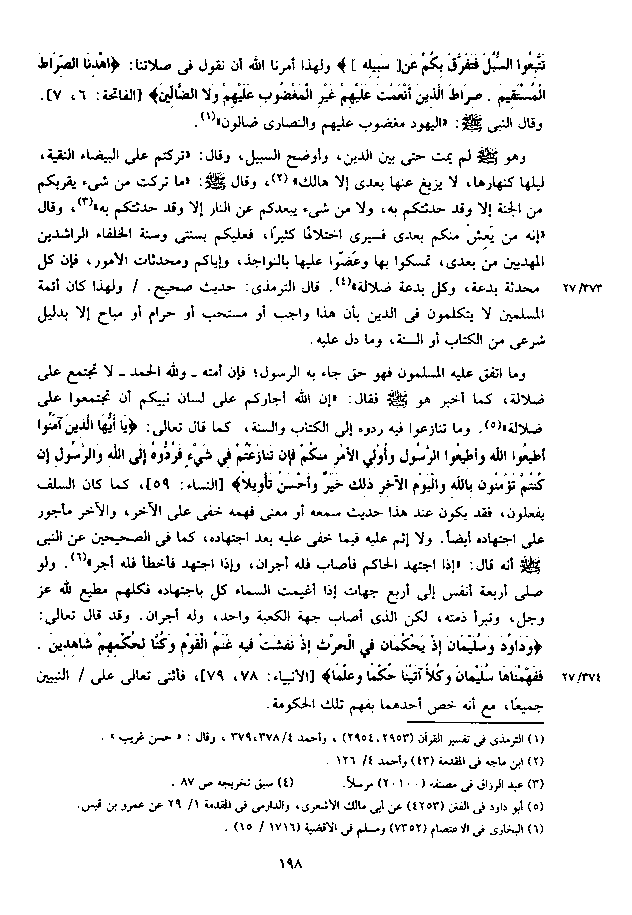 تَتَّبِعُوا السُّبُلَ فَتَفَرَّقَ بِكُمْ عَن[ سَبِيلِهِ ]﴾ ولهذا أمرنا الله أن نقول فى صلاتنا: ﴿اهْدِنَا الصِّرَاطَ
الْمُسْتَقِيمَ . صِرَاطَ الَّذِينَ أَنْعَمْتَ عَلَيْهِمْ غَيْرِ الْمَغْضُوبِ عَلَيْهِمْ وَلا الضَّالِّينَ﴾ [الفاتحة: ٦ ، ٧].
وقال النبى ﷺ: «اليهود مغضوب عليهم والنصارى ضالون»(١).
وهو ﷺ لم يمت حتى بين الدين، وأوضح السبيل، وقال: «تركتم على البيضاء النقية،
ليلها كنهارها، لا يزيغ عنها بعدى إلا هالك» (٢)، وقال ﷺ: «ما تركت من شىء يقربكم
من الجنة إلا وقد حدثتكم به، ولا من شىء يبعدكم عن النار إلا وقد حدثتكم به»(٣)، وقال
«إنه من يَعِشْ منكم بعدى فسيرى اختلافًا كثيرًا، فعليكم بسنتى وسنة الخلفاء الراشدين
المهديين من بعدى، تمسكوا بها وعَضّوا عليها بالنواجذ، وإياكم ومحدثات الأمور، فإن كل
محدثة بدعة، وكل بدعة ضلالة»(٤). قال الترمذى: حديث صحيح. / ولهذا كان أئمة ٢٧/٣٧٣
المسلمين لا يتكلمون فى الدين بأن هذا واجب أو مستحب أو حرام أو مباح إلا بدليل
شرعى من الكتاب أو السنة، وما دل عليه.
وما اتفق عليه المسلمون فهو حق جاء به الرسول؛ فإن أمته ـ ولله الحمد ـ لا تجتمع على
ضلالة، كما أخبر هو ﷺ فقال: «إن الله أجاركم على لسان نبيكم أن تجتمعوا على
ضلالة»(٥). وما تنازعوا فيه ردوه إلى الكتاب والسنة، كما قال تعالى: ﴿يَا أَيُّهَا الَّذِينَ آمَنُوا
أَطِيعُوا اللَّهَ وَأَطِيعُوا الرَّسُولَ وَأُوْلِي الأَمْرِ مِنكُمْ فَإِن تَنَازَعْتُمْ فِي شَيْءٍ فَرُدُّوهُ إِلَى اللَّهِ وَالرَّسُولِ إِن
كُنتُمْ تُؤْمِنُونَ بِاللَّهِ وَالْيَوْمِ الآخِرِ ذَلِكَ خَيْرٌ وَأَحْسَنُ تَأْوِيلاً﴾ [النساء: ٥٩]، كما كان السلف
يفعلون، فقد يكون عند هذا حديث سمعه أو معنى فهمه خفى على الآخر، والآخر مأجور
على اجتهاده أيضاً. ولا إثم عليه فيما خفى عليه بعد اجتهاده، كما فى الصحيحين عن النبى
ﷺ أنه قال: «إذا اجتهد الحاكم فأصاب فله أجران، وإذا اجتهد فأخطأ فله أجر»(٦). ولو
صلى أربعة أنفس إلى أربع جهات إذا أغيمت السماء كل باجتهاده فكلهم مطيع لله عز
وجل، وتبرأ ذمته، لكن الذى أصاب جهة الكعبة واحد، وله أجران. وقد قال تعالى:
﴿وَدَاوُدَ وَسُلَيْمَانَ إِذْ يَحْكُمَانِ فِي الْحَرْثِ إِذْ نَفَشَتْ فِيهِ غَنَمُ الْقَوْمِ وَكُنَّا لِحُكْمِهِمْ شَاهِدِينَ .
فَفَهَّمْنَاهَا سُلَيْمَانَ وَكُلاًّ آتَيْنَا حُكْمًا وَعِلْمًا﴾ [الأنبياء: ٧٨، ٧٩]، فأثنى تعالى على / النبيين ٢٧/٣٧٤
جميعًا، مع أنه خص أحدهما بفهم تلك الحكومة.
(١) الترمذى فى تفسير القرآن (٢٩٥٣، ٢٩٥٤) ، وأحمد ٤/ ٣٧٨، ٣٧٩ ، وقال : « حسن غريب » .
(٢) ابن ماجه فى المقدمة (٤٣) وأحمد ٤/ ١٢٦ .
(٣) عبد الرزاق فى مصنفه (٢٠١٠٠) مرسلاً. (٤) سبق تخريجه ص ٨٧ .
(٥) أبو داود فى الفتن (٤٢٥٣) عن أبى مالك الأشعرى، والدارمى فى المقدمة ١/ ٢٩ عن عمرو بن قيس.
(٦) البخارى فى الاعتصام (٧٣٥٢) ومسلم فى الأقضية (١٧١٦ / ١٥) .
١٩٨